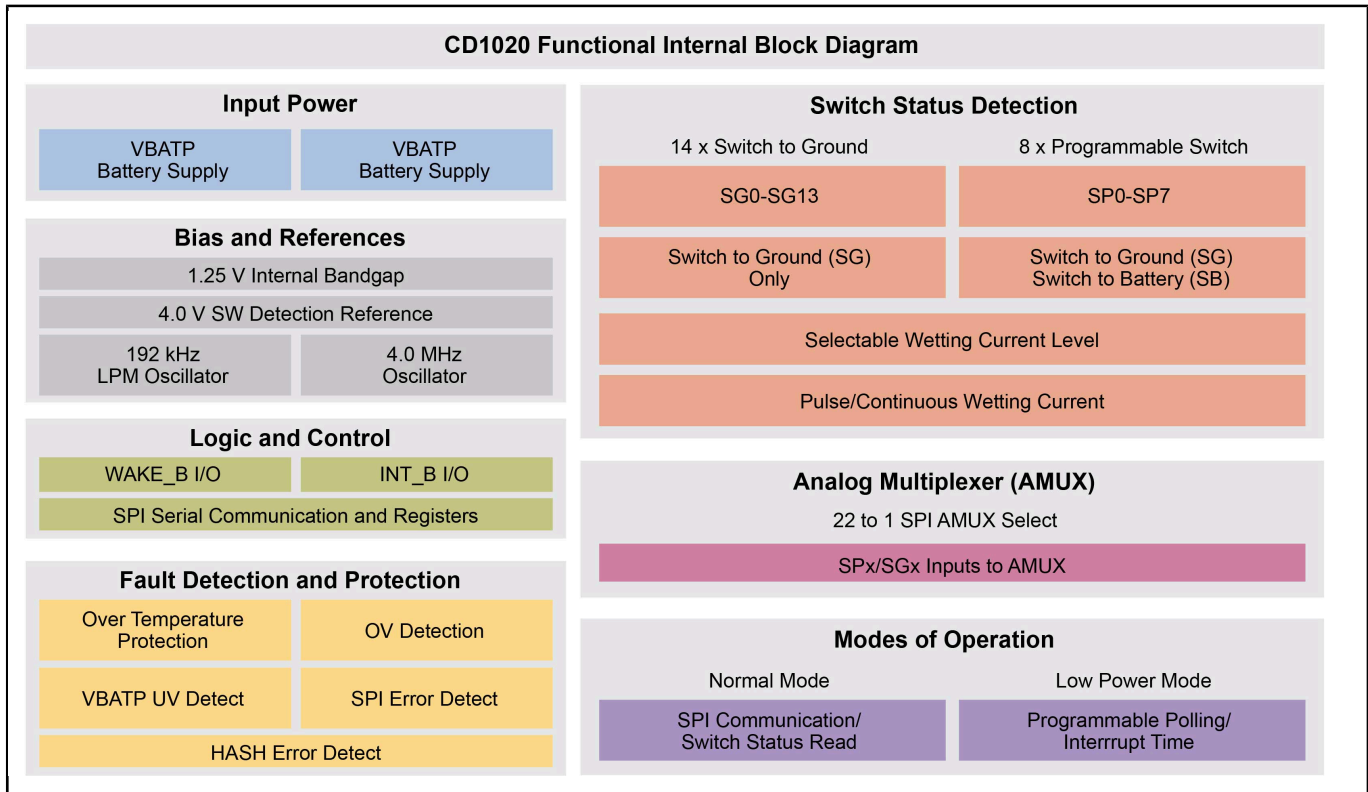 CD1020 Functional Internal Block Diagram
Input Power
VBATP
Battery Supply
VBATP
Battery Supply
Bias and References
1.25 V Internal Bandgap
4.0 V SW Detection Reference
192 kHz
LPM Oscillator
4.0 MHz
Oscillator
Logic and Control
WAKE_B I/O
INT_B I/O
SPI Serial Communication and Registers
Fault Detection and Protection
Over Temperature
Protection
OV Detection
VBATP UV Detect
SPI Error Detect
HASH Error Detect
Switch Status Detection
14 x Switch to Ground
8 x Programmable Switch
SG0-SG13
SP0-SP7
Switch to Ground (SG)
Only
Switch to Ground (SG)
Switch to Battery (SB)
Selectable Wetting Current Level
Pulse/Continuous Wetting Current
Analog Multiplexer (AMUX)
22 to 1 SPI AMUX Select
SPx/SGx Inputs to AMUX
Modes of Operation
Normal Mode
Low Power Mode
SPI Communication/
Switch Status Read
Programmable Polling/
Interrrupt Time